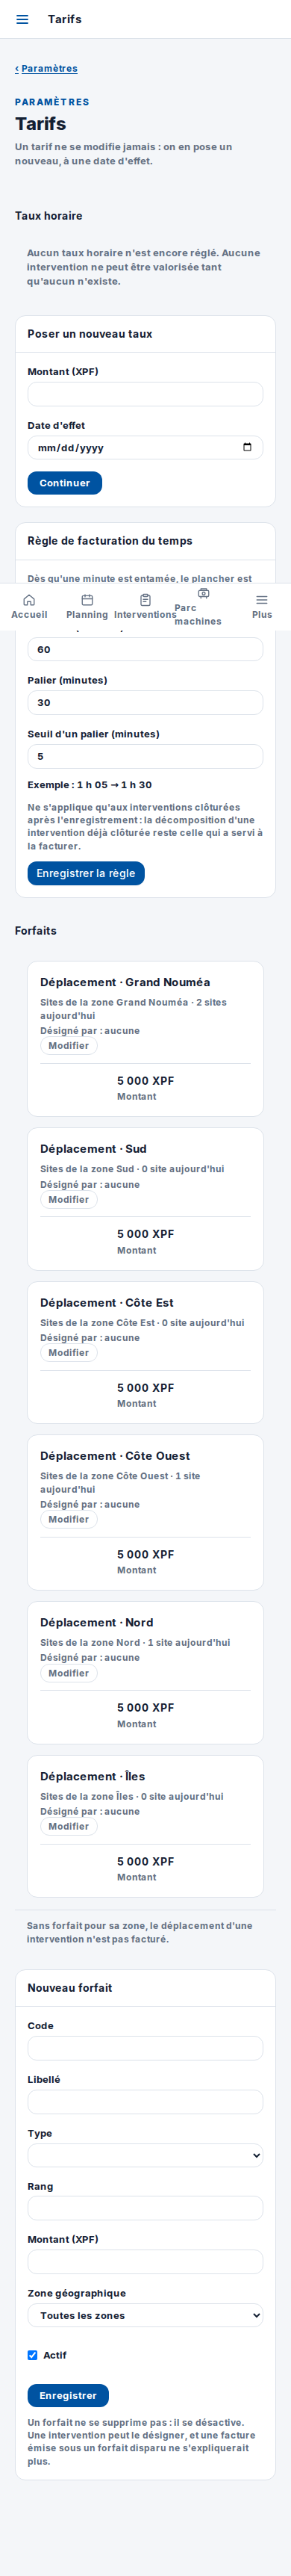 Tarifs
‹ Paramètres
PARAMÈTRES
Tarifs
Un tarif ne se modifie jamais : on en pose un
nouveau, à une date d'effet.
Taux horaire
Aucun taux horaire n'est encore réglé. Aucune
intervention ne peut être valorisée tant
qu'aucun n'existe.
Poser un nouveau taux
Montant (XPF)
Date d'effet
mm/dd/yyyy
Continuer
Règle de facturation du temps
Dès qu'une minute est entamée, le plancher est
Accueil
Planning
Interventions
Parc
machines
Plus
60
Palier (minutes)
30
Seuil d'un palier (minutes)
5
Exemple : 1 h 05 → 1 h 30
Ne s'applique qu'aux interventions clôturées
après l'enregistrement : la décomposition d'une
intervention déjà clôturée reste celle qui a servi à
la facturer.
Enregistrer la règle
Forfaits
Déplacement · Grand Nouméa
Sites de la zone Grand Nouméa · 2 sites
aujourd'hui
Désigné par : aucune
Modifier
5 000 XPF
Montant
Déplacement · Sud
Sites de la zone Sud · 0 site aujourd'hui
Désigné par : aucune
Modifier
5 000 XPF
Montant
Déplacement · Côte Est
Sites de la zone Côte Est · 0 site aujourd'hui
Désigné par : aucune
Modifier
5 000 XPF
Montant
Déplacement · Côte Ouest
Sites de la zone Côte Ouest · 1 site
aujourd'hui
Désigné par : aucune
Modifier
5 000 XPF
Montant
Déplacement · Nord
Sites de la zone Nord · 1 site aujourd'hui
Désigné par : aucune
Modifier
5 000 XPF
Montant
Déplacement · Îles
Sites de la zone Îles · 0 site aujourd'hui
Désigné par : aucune
Modifier
5 000 XPF
Montant
Sans forfait pour sa zone, le déplacement d'une
intervention n'est pas facturé.
Nouveau forfait
Code
Libellé
Type
Rang
Montant (XPF)
Zone géographique
Toutes les zones
Actif
Enregistrer
Un forfait ne se supprime pas : il se désactive.
Une intervention peut le désigner, et une facture
émise sous un forfait disparu ne s'expliquerait
plus.